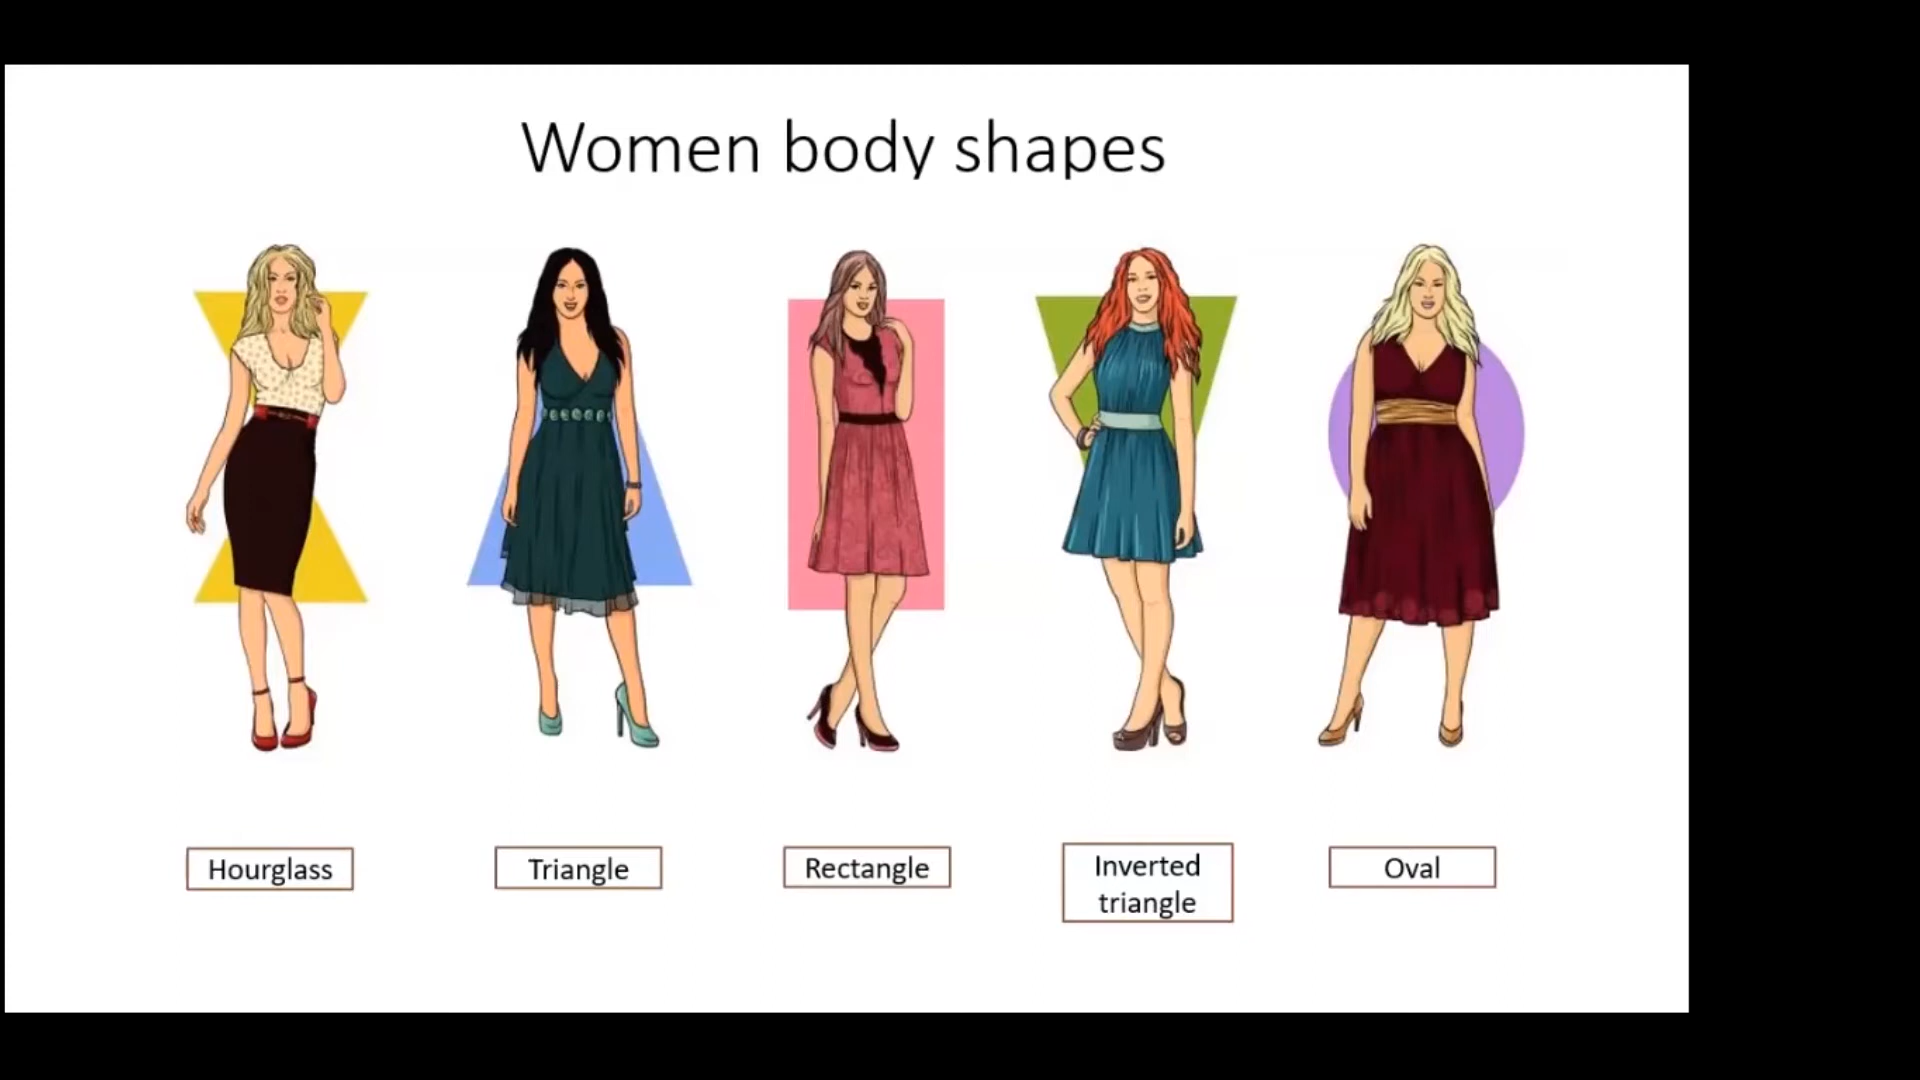 Women body shapes
Hourglass
Triangle
Rectangle
Inverted
triangle
Oval